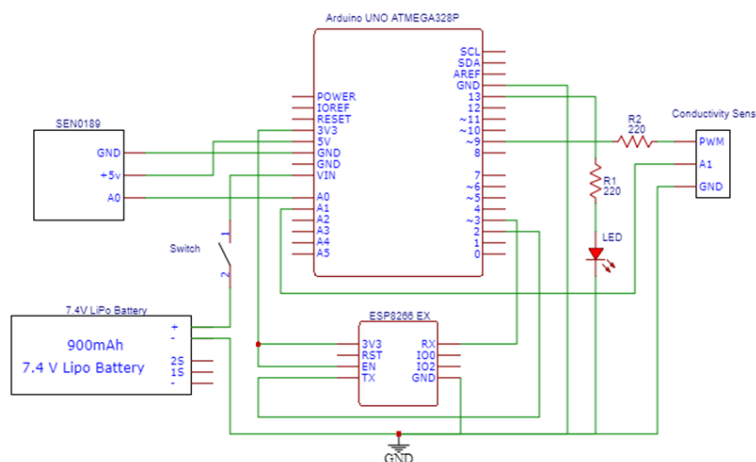 Arduino UNO ATMEGA328P
SCL
SDA
AREF
GND
13
12
~11
~10
~9
8
7
~6
~5
4
~3
2
1
0
POWER
IOREF
RESET
3V3
5V
GND
GND
VIN
A0
A1
A2
A3
A4
A5
SEN0189
GND
+5v
A0
R2
220
Conductivity Sens
PWM
A1
GND
R1
220
LED
Switch
1
2
7.4V LiPo Battery
900mAh
7.4 V Lipo Battery
+
-
2S
1S
-
ESP8266 EX
3V3
RST
EN
TX
RX
IO0
IO2
GND
GND